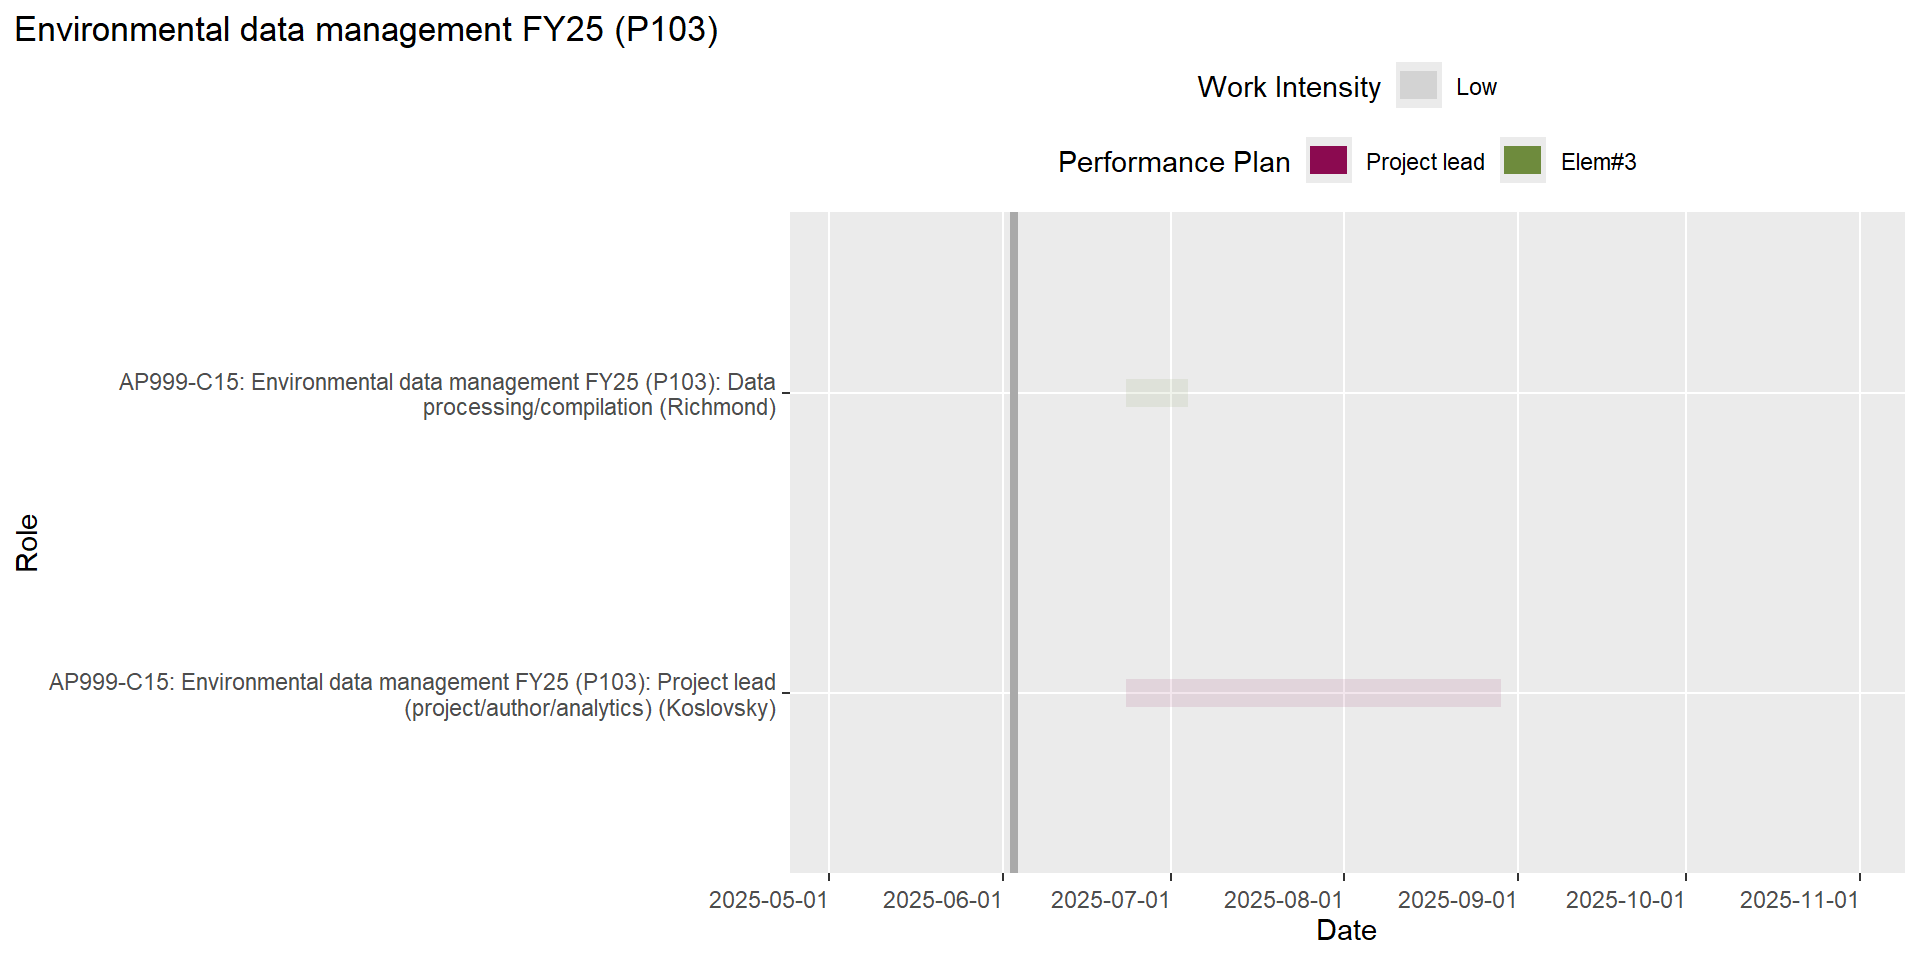 Environmental data management FY25 (P103)
Work Intensity Low
Performance Plan Project lead Elem#3
AP999-C15: Environmental data management FY25 (P103): Data
processing/compilation (Richmond)
Role
AP999-C15: Environmental data management FY25 (P103): Project lead
(project/author/analytics) (Koslovsky)
2025-05-01 2025-06-01 2025-07-01 2025-08-01 2025-09-01 2025-10-01 2025-11-01
Date